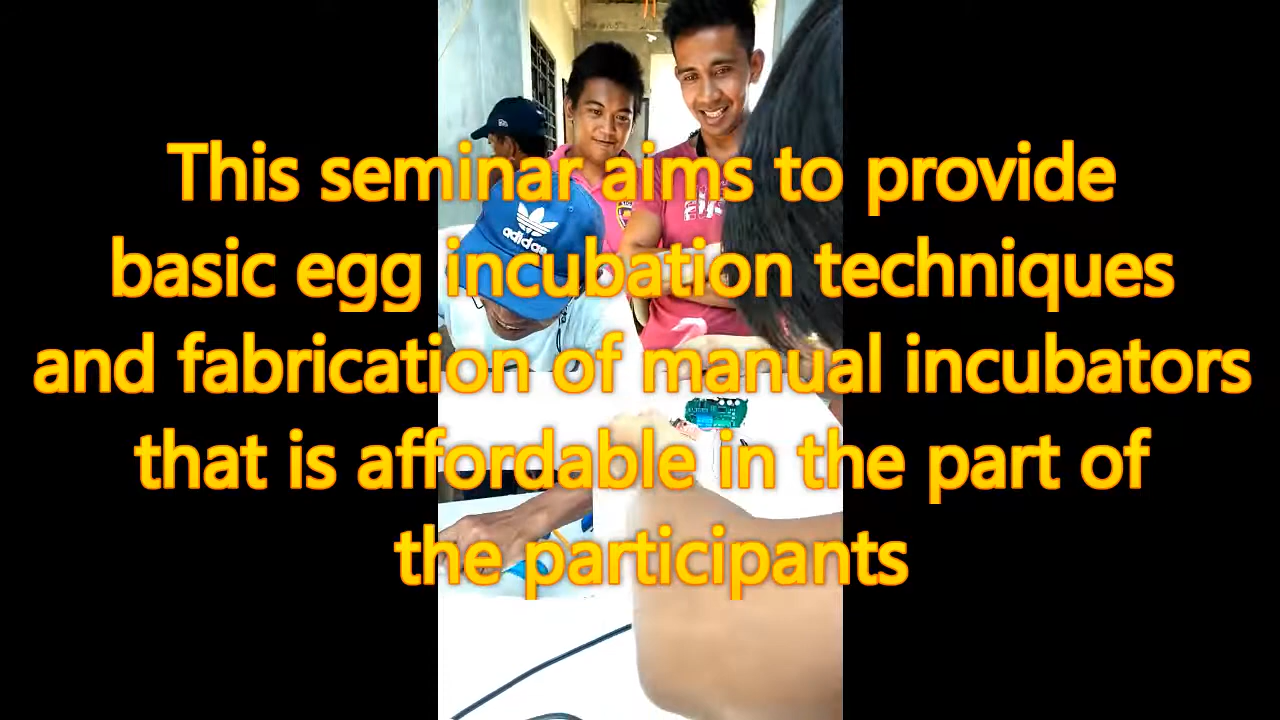 This seminar aims to provide
basic egg incubation techniques
and fabrication of manual incubators
that is affordable in the part of
the participants
adidas